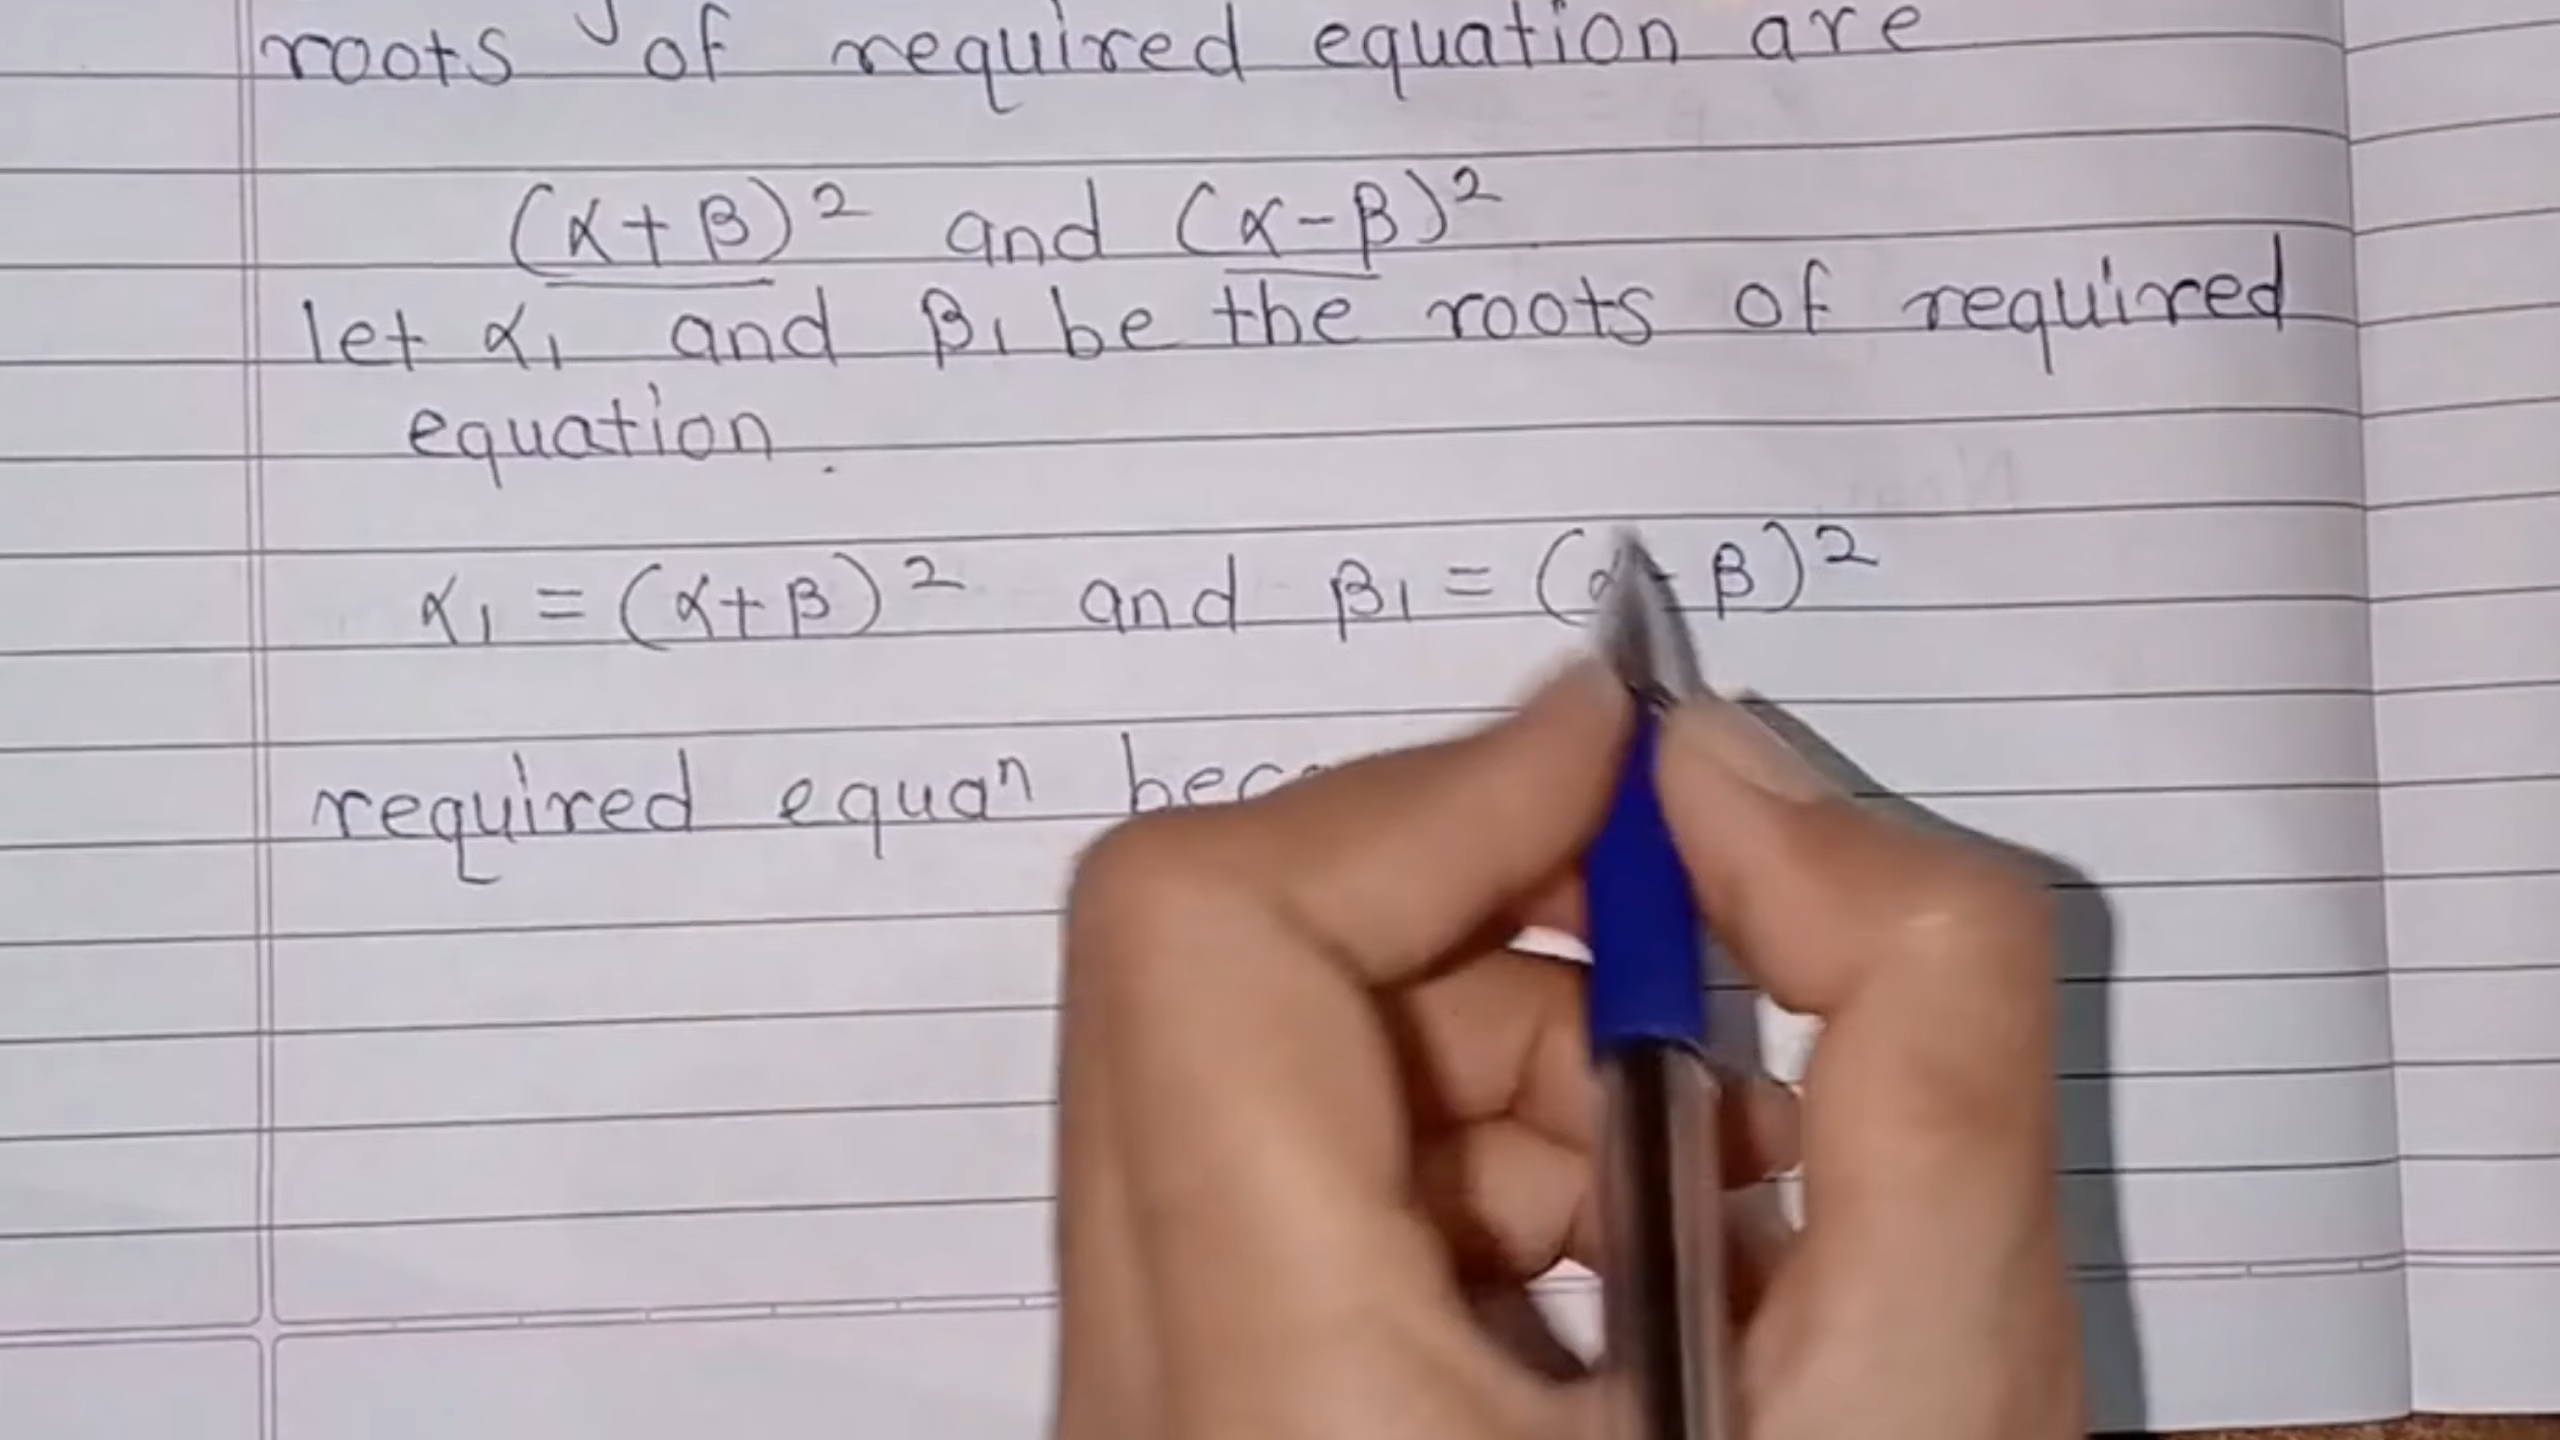 roots of required equation are
(α+β)² and (α-β)²
let α₁ and β₁ be the roots of required
equation.
α₁ = (α+β)² and β₁ = (α-β)²
required equaⁿ